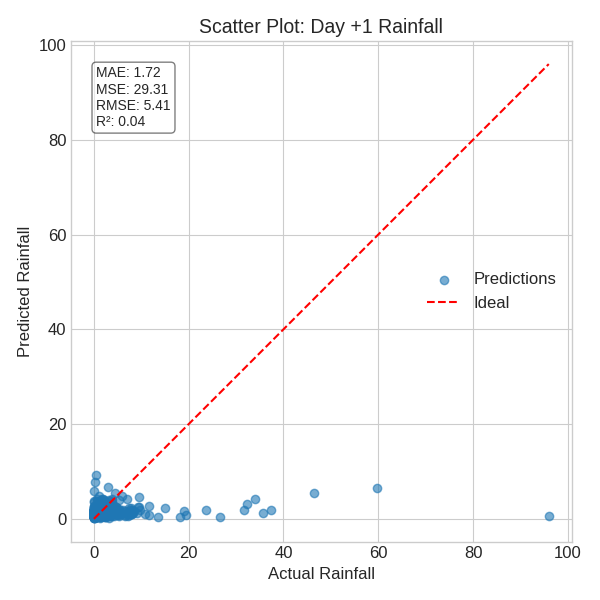 Scatter Plot: Day +1 Rainfall
100
80
60
40
20
0
Predicted Rainfall
MAE: 1.72
MSE: 29.31
RMSE: 5.41
R²: 0.04
Predictions
Ideal
0
20
40
60
80
100
Actual Rainfall